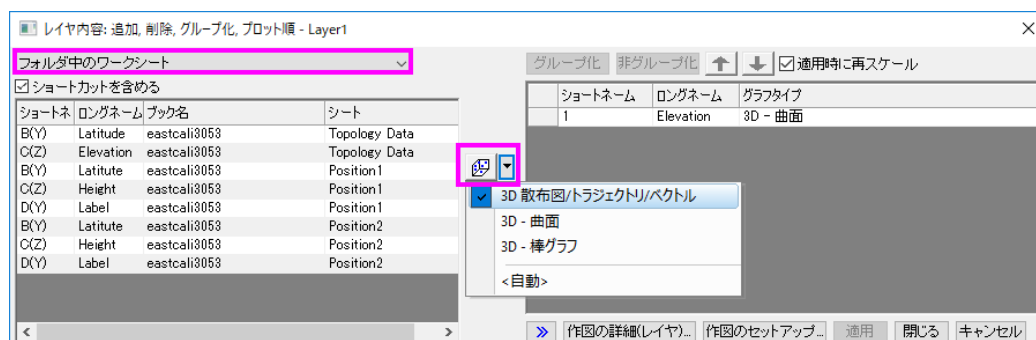 レイヤ内容: 追加, 削除, グループ化, プロット順 - Layer1
フォルダ中のワークシート
ショートカットを含める
ショートネ ロングネーム ブック名 シート
B(Y) Latitude eastcali3053 Topology Data
C(Z) Elevation eastcali3053 Topology Data
B(Y) Latitute eastcali3053 Position1
C(Z) Height eastcali3053 Position1
D(Y) Label eastcali3053 Position1
B(Y) Latitute eastcali3053 Position2
C(Z) Height eastcali3053 Position2
D(Y) Label eastcali3053 Position2
グループ化 非グループ化 適用時に再スケール
ショートネーム ロングネーム グラフタイプ
1 Elevation 3D - 曲面
3D 散布図/トラジェクトリ/ベクトル
3D - 曲面
3D - 棒グラフ
<自動>
作図の詳細(レイヤ)... 作図のセットアップ... 適用 閉じる キャンセル